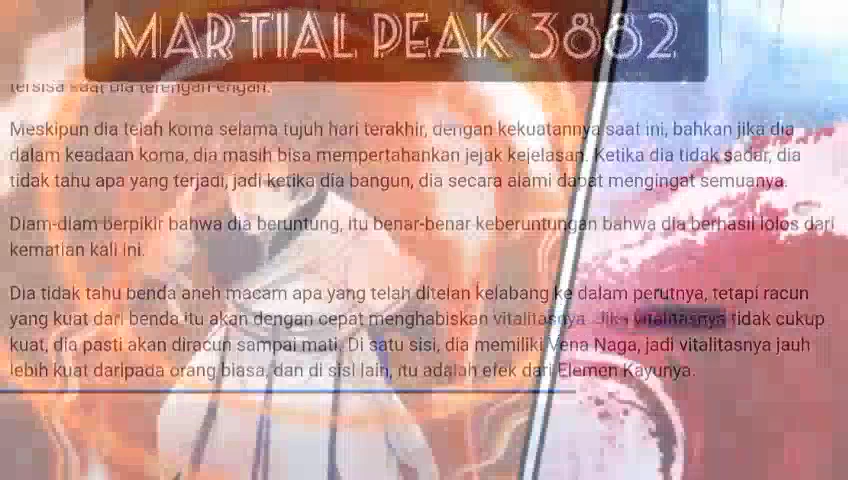 MARTIAL PEAK 3882
tersisa saat dia terengah-engah.
Meskipun dia telah koma selama tujuh hari terakhir, dengan kekuatannya saat ini, bahkan jika dia
dalam keadaan koma, dia masih bisa mempertahankan jejak kejelasan. Ketika dia tidak sadar, dia
tidak tahu apa yang terjadi, jadi ketika dia bangun, dia secara alami dapat mengingat semuanya.
Diam-diam berpikir bahwa dia beruntung, itu benar-benar keberuntungan bahwa dia berhasil lolos dari
kematian kali ini.
Dia tidak tahu benda aneh macam apa yang telah ditelan kelabang ke dalam perutnya, tetapi racun
yang kuat dari benda itu akan dengan cepat menghabiskan vitalitasnya. Jika vitalitasnya tidak cukup
kuat, dia pasti akan diracun sampai mati. Di satu sisi, dia memiliki Vena Naga, jadi vitalitasnya jauh
lebih kuat daripada orang biasa, dan di sisi lain, itu adalah efek dari Elemen Kayunya.